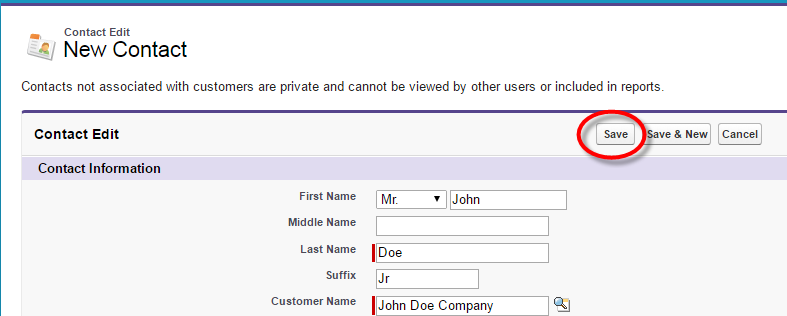 Contact Edit
New Contact
Contacts not associated with customers are private and cannot be viewed by other users or included in reports.
Contact Edit Save Save & New Cancel
Contact Information
First Name Mr. John
Middle Name
Last Name Doe
Suffix Jr
Customer Name John Doe Company